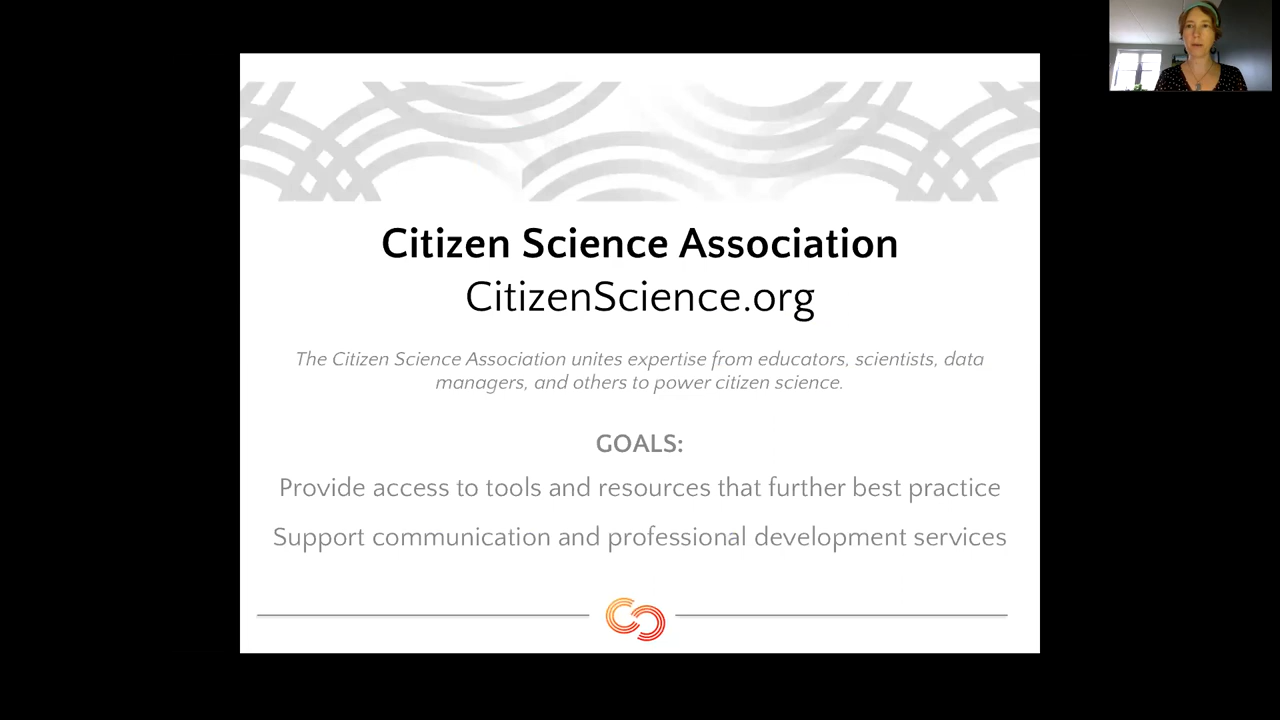 Citizen Science Association
CitizenScience.org
The Citizen Science Association unites expertise from educators, scientists, data
managers, and others to power citizen science.
GOALS:
Provide access to tools and resources that further best practice
Support communication and professional development services